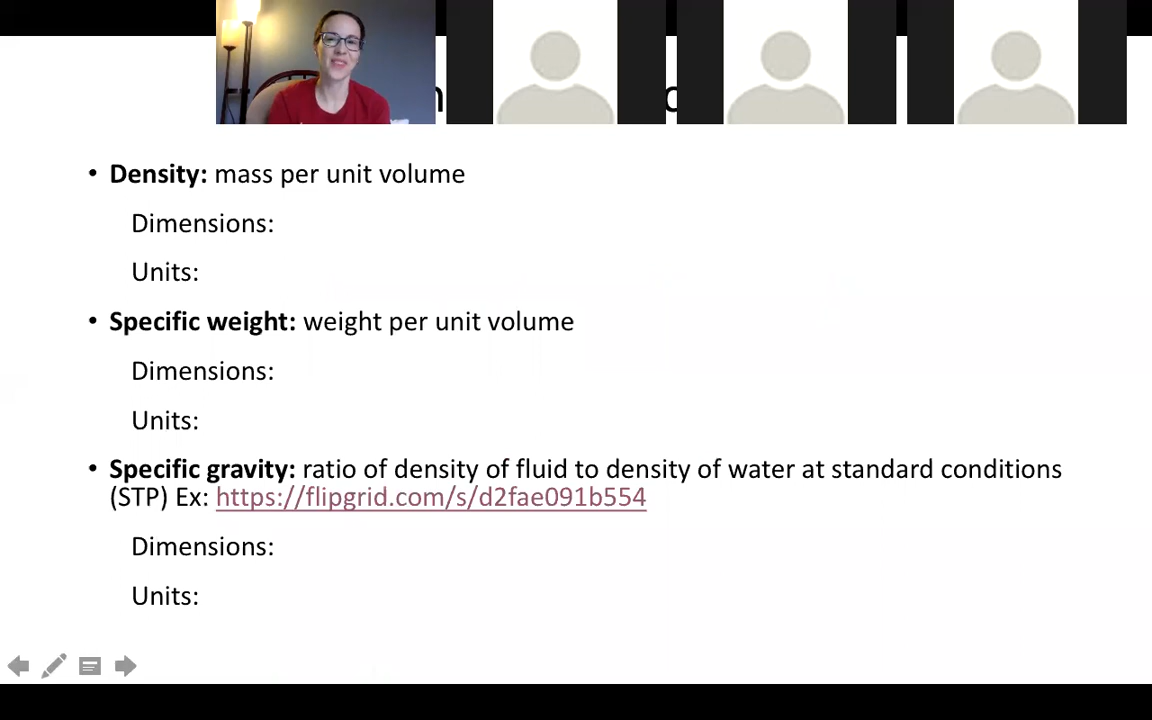 • Density: mass per unit volume
Dimensions:
Units:
• Specific weight: weight per unit volume
Dimensions:
Units:
• Specific gravity: ratio of density of fluid to density of water at standard conditions
(STP) Ex: https://flipgrid.com/s/d2fae091b554
Dimensions:
Units: